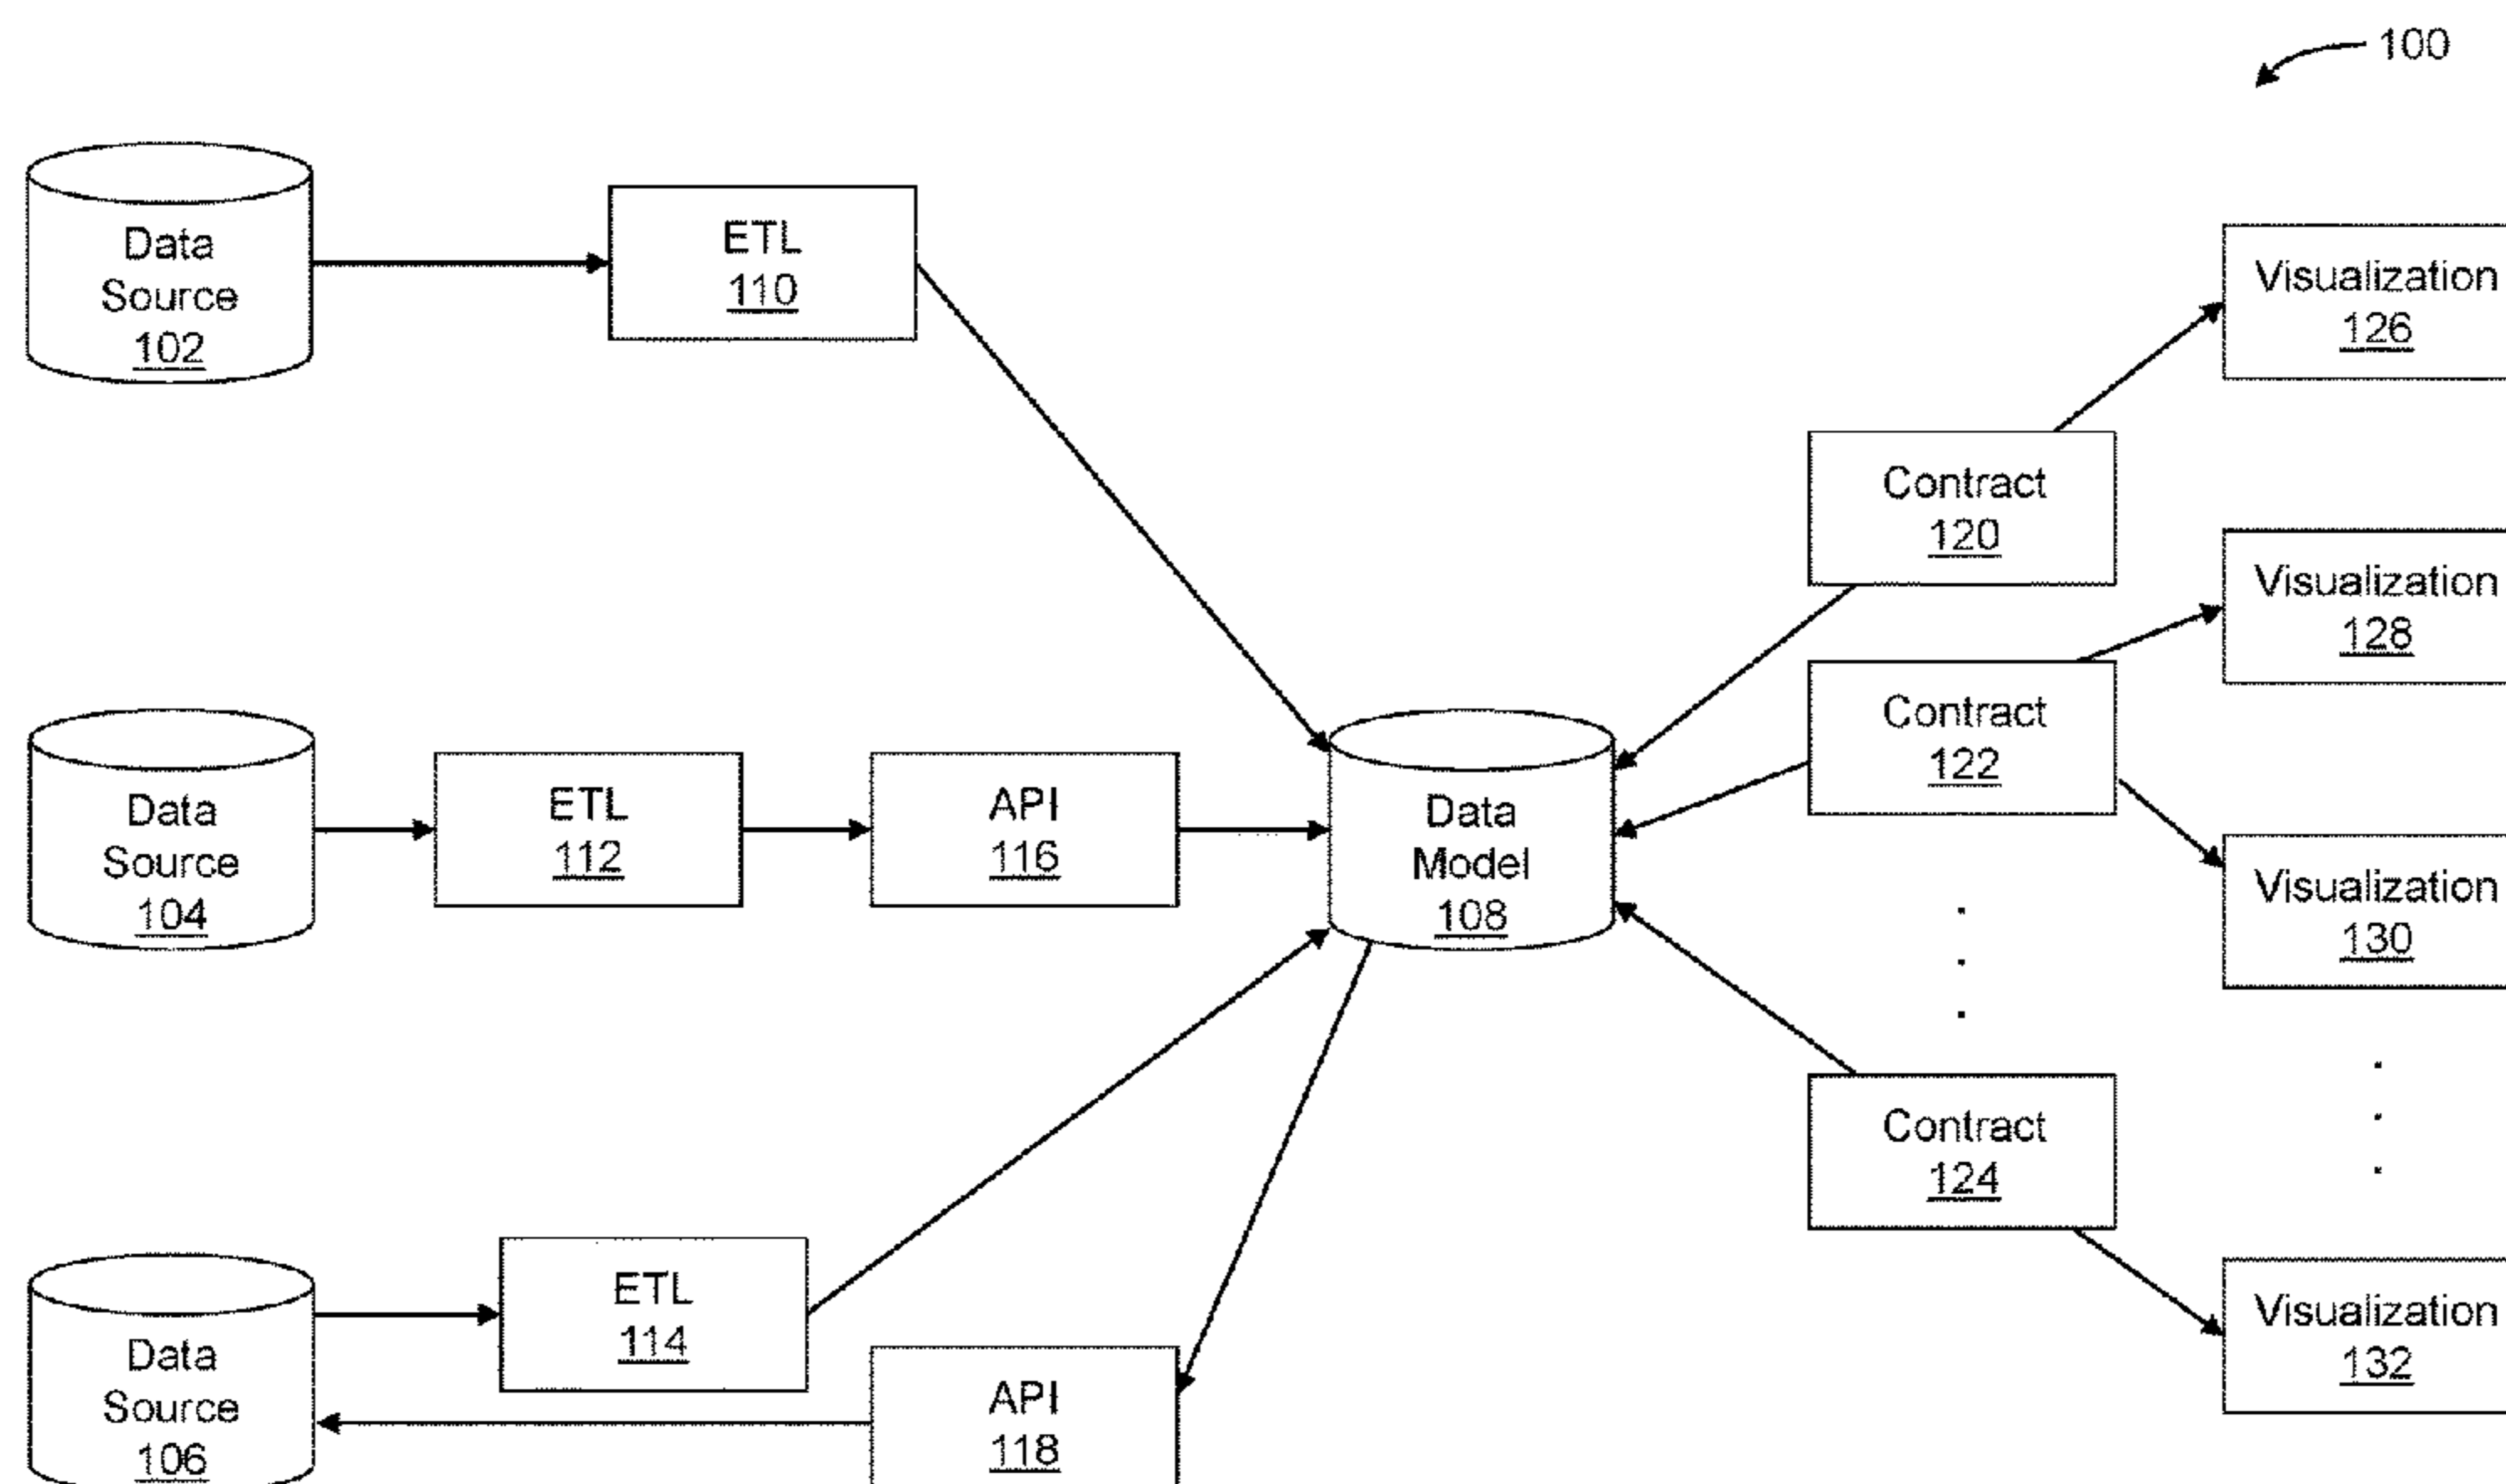 100
Data
Source
102
ETL
110
Visualization
126
Contract
120
Visualization
128
Contract
122
Data
Source
104
ETL
112
API
116
Data
Model
108
Visualization
130
Contract
124
Data
Source
106
ETL
114
API
118
Visualization
132